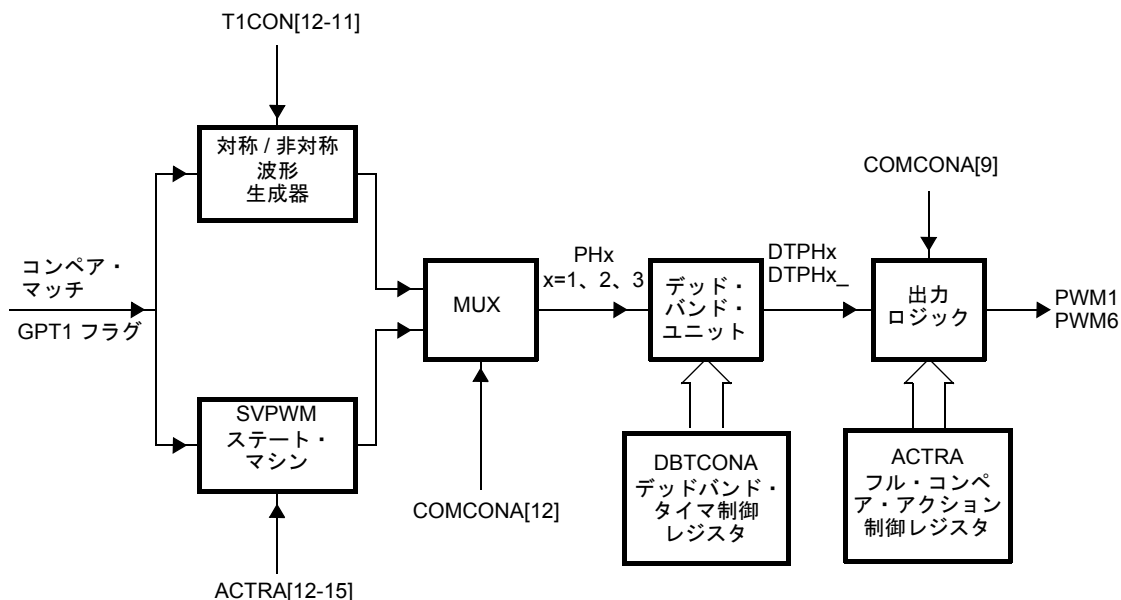 T1CON[12-11]
対称 / 非対称
波形
生成器
COMCONA[9]
コンペア・
マッチ
GPT1 フラグ
MUX
PHx
x=1、2、3
デッド・
バンド・
ユニット
DTPHx
DTPHx_
出力
ロジック
PWM1
PWM6
SVPWM
ステート・
マシン
COMCONA[12]
DBTCONA
デッドバンド・
タイマ制御
レジスタ
ACTRA
フル・コンペ
ア・アクション
制御レジスタ
ACTRA[12-15]